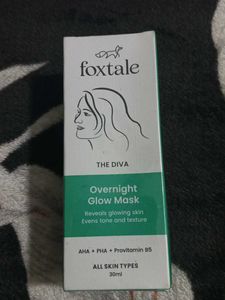 foxtale
THE DIVA
Overnight
Glow Mask
Reveals glowing skin
Evens tone and texture
AHA + PHA + Provitamin B5
ALL SKIN TYPES
30ml